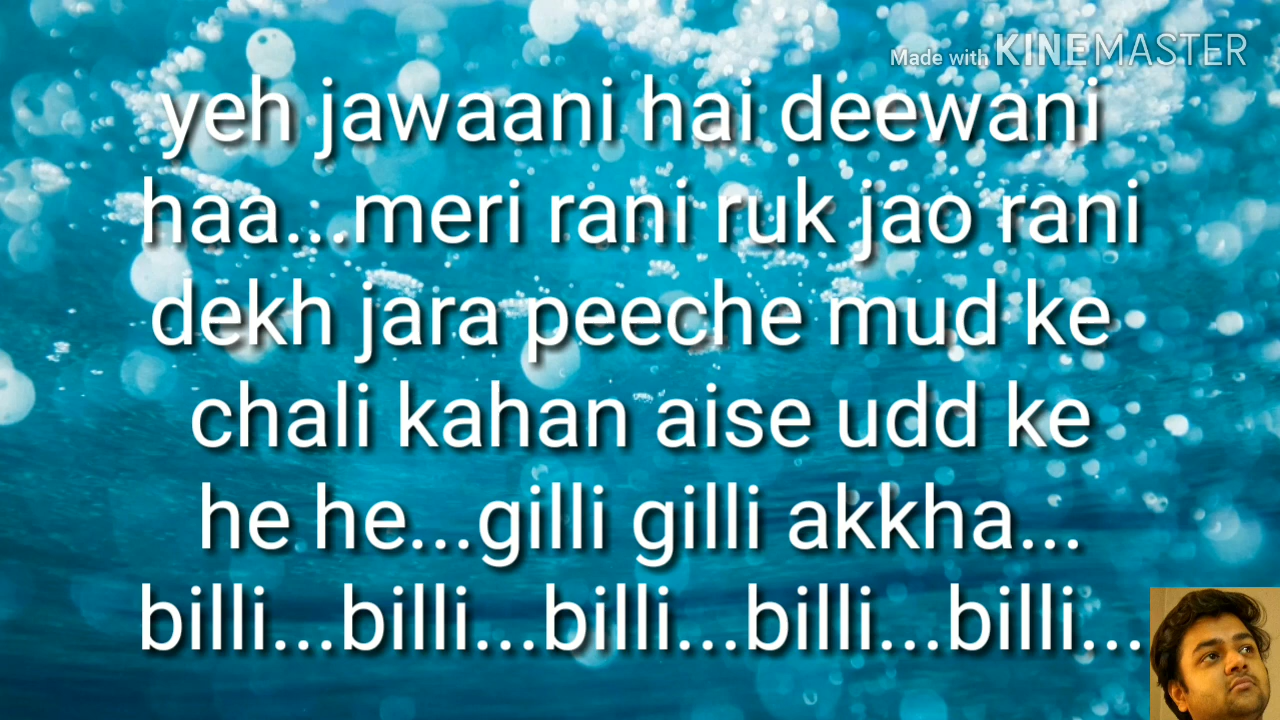 Made with KINEMASTER
yeh jawaani hai deewani
haa...meri rani ruk jao rani
dekh jara peeche mud ke
chali kahan aise udd ke
he he...gilli gilli akkha...
billi...billi...billi...billi...billi...